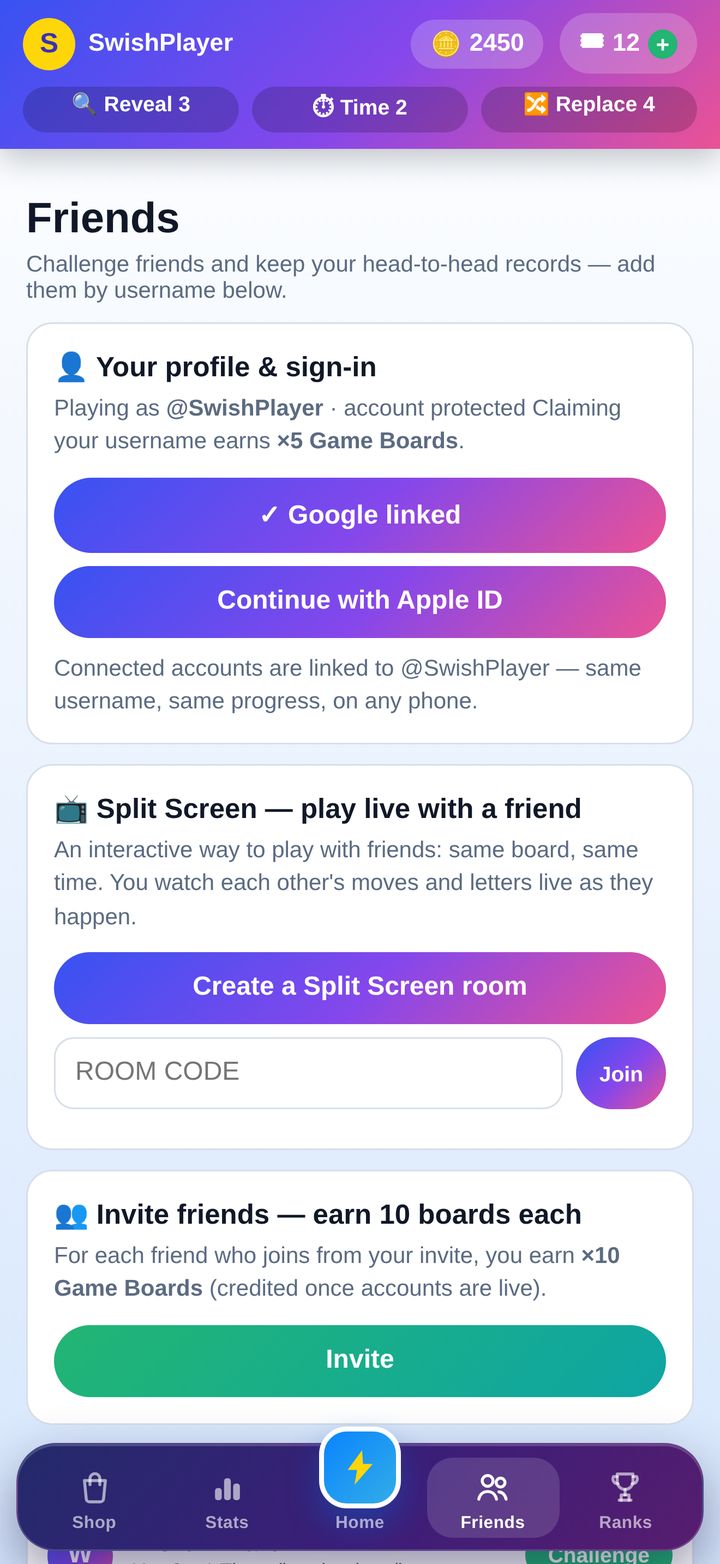 S SwishPlayer 🪙 2450 🎟 12 +
🔍 Reveal 3 ⏱ Time 2 🔀 Replace 4
Friends
Challenge friends and keep your head-to-head records — add
them by username below.
👤 Your profile & sign-in
Playing as @SwishPlayer · account protected Claiming
your username earns ×5 Game Boards.
✓ Google linked
Continue with Apple ID
Connected accounts are linked to @SwishPlayer — same
username, same progress, on any phone.
📺 Split Screen — play live with a friend
An interactive way to play with friends: same board, same
time. You watch each other's moves and letters live as they
happen.
Create a Split Screen room
ROOM CODE Join
👥 Invite friends — earn 10 boards each
For each friend who joins from your invite, you earn ×10
Game Boards (credited once accounts are live).
Invite
Shop Stats Home Friends Ranks
W Challenge